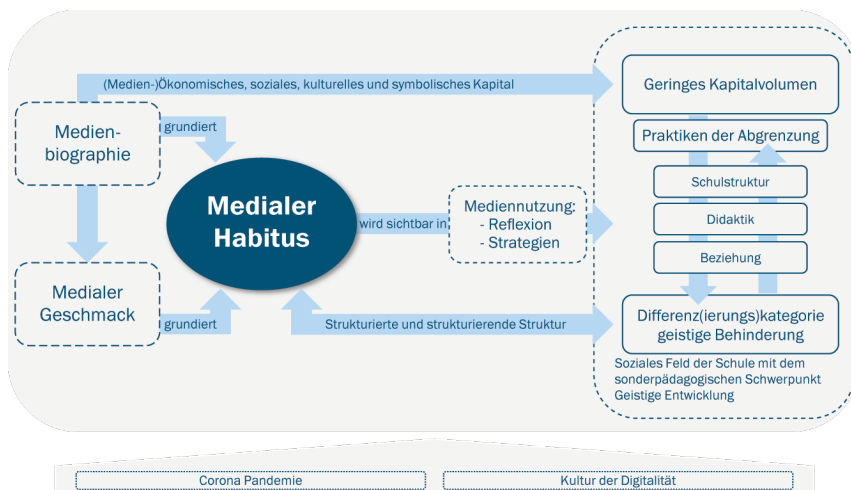 (Medien-)Ökonomisches, soziales, kulturelles und symbolisches Kapital
Medien-
biographie
grundiert
Medialer
Habitus
wird sichtbar in
Mediennutzung:
- Reflexion
- Strategien
Medialer
Geschmack
grundiert
Strukturierte und strukturierende Struktur
Geringes Kapitalvolumen
Praktiken der Abgrenzung
Schulstruktur
Didaktik
Beziehung
Differenz(ierungs)kategorie
geistige Behinderung
Soziales Feld der Schule mit dem
sonderpädagogischen Schwerpunkt
Geistige Entwicklung
Corona Pandemie
Kultur der Digitalität